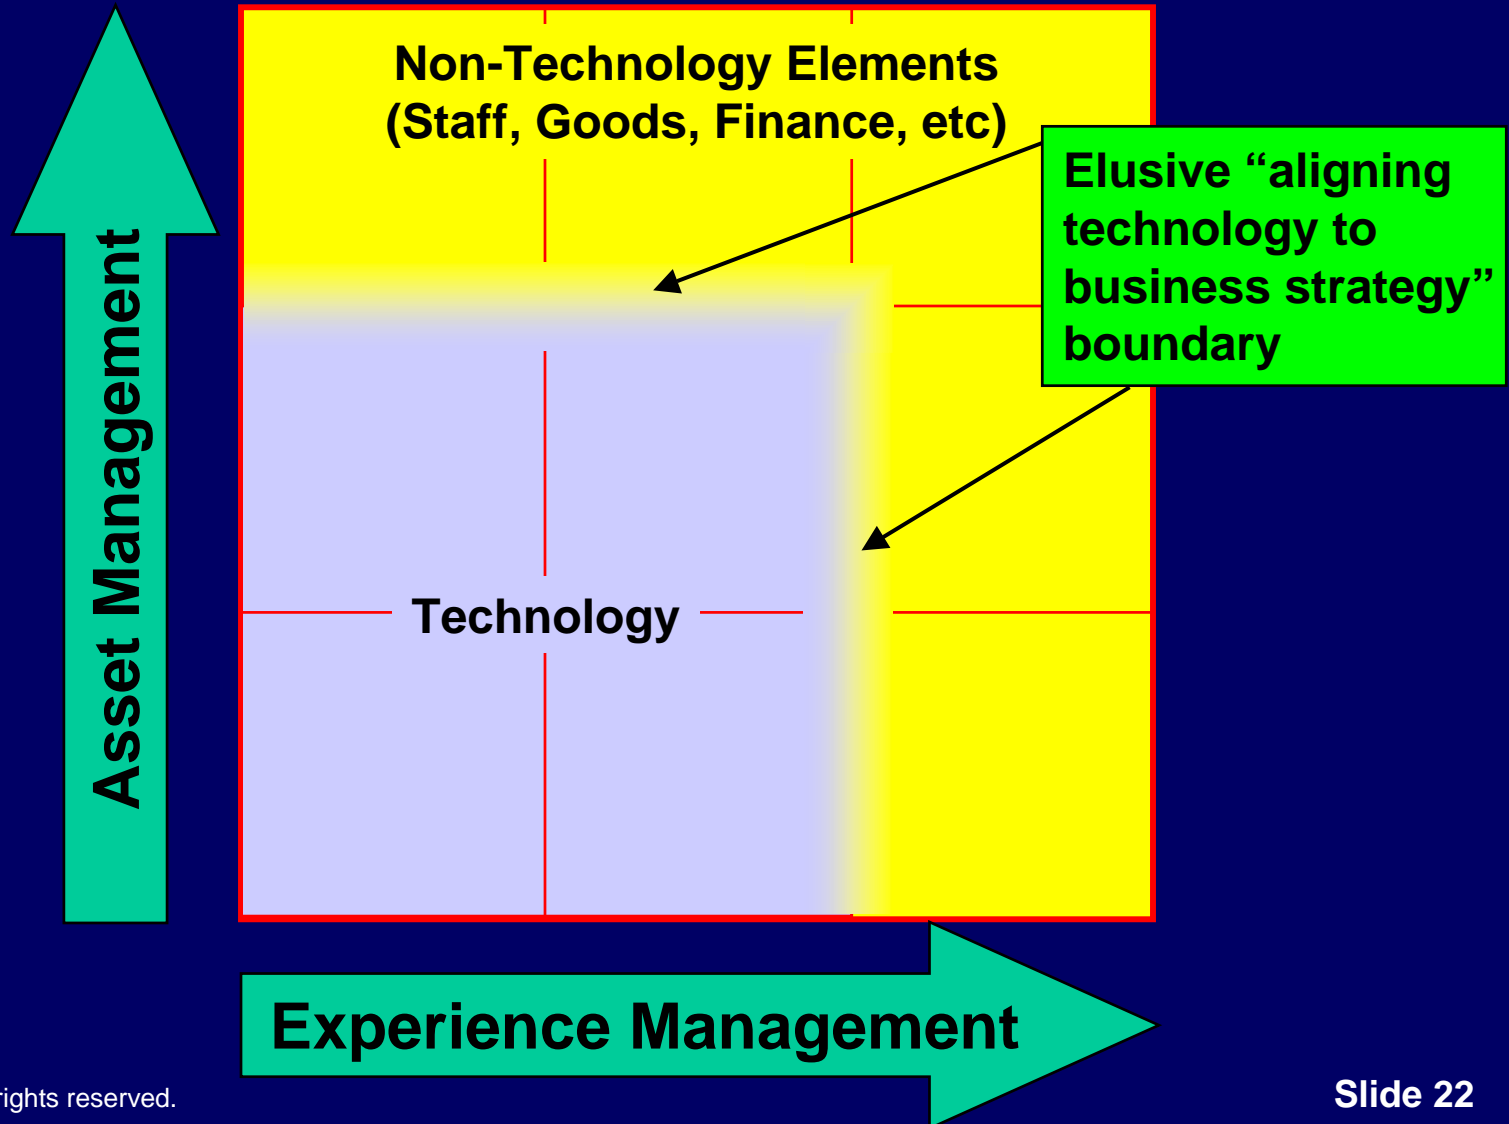 Non-Technology Elements
(Staff, Goods, Finance, etc)
Elusive “aligning
technology to
business strategy”
boundary
Asset Management
Technology
Experience Management
rights reserved.
Slide 22